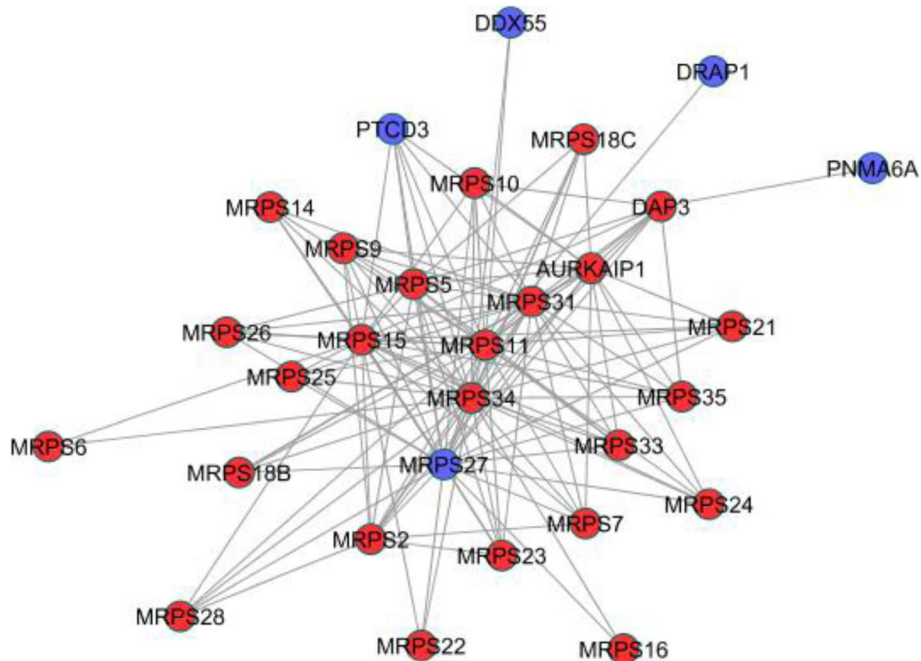 DDX55
DRAP1
PTCD3
MRPS18C
PNMA6A
MRPS10
MRPS14
DAP3
MRPS9
AURKAIP1
MRPS5
MRPS31
MRPS26
MRPS15
MRPS11
MRPS21
MRPS25
MRPS34
MRPS35
MRPS6
MRPS33
MRPS18B
MRPS27
MRPS24
MRPS7
MRPS2
MRPS23
MRPS28
MRPS22
MRPS16